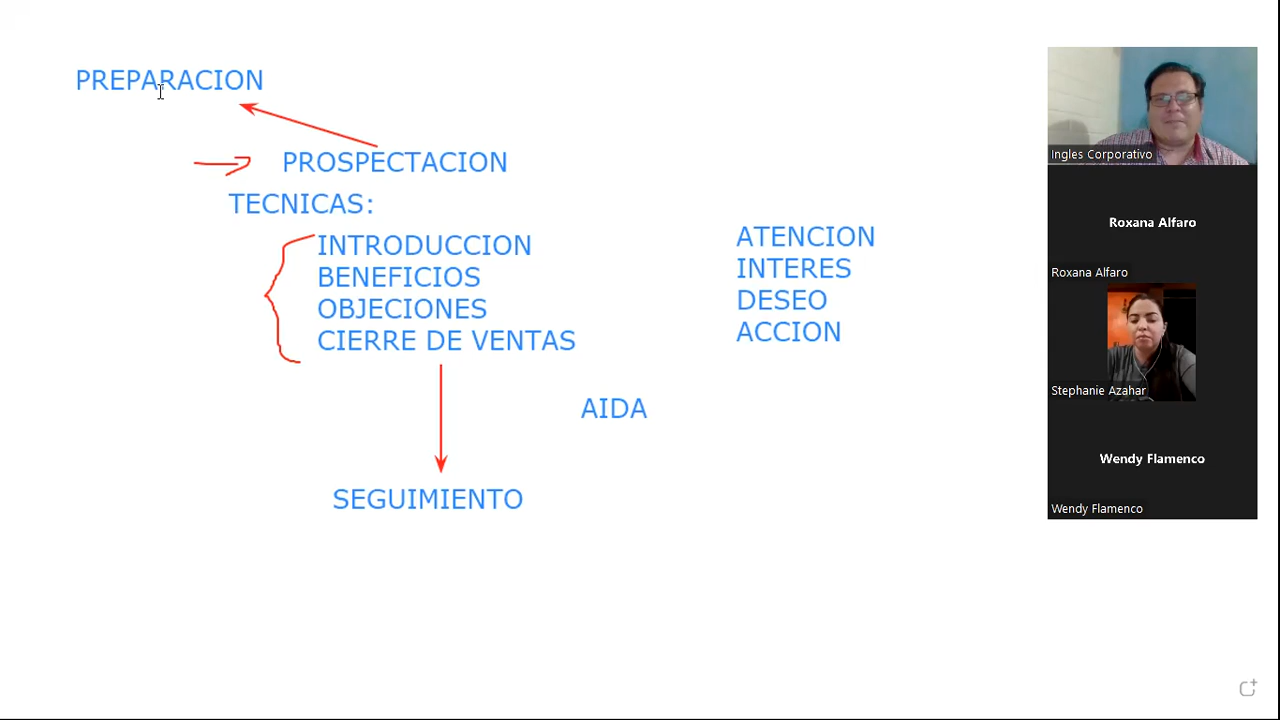 PREPARACION
PROSPECTACION
TECNICAS:
INTRODUCCION
BENEFICIOS
OBJECIONES
CIERRE DE VENTAS
ATENCION
INTERES
DESEO
ACCION
AIDA
SEGUIMIENTO
Ingles Corporativo
Roxana Alfaro
Roxana Alfaro
Stephanie Azahar
Wendy Flamenco
Wendy Flamenco